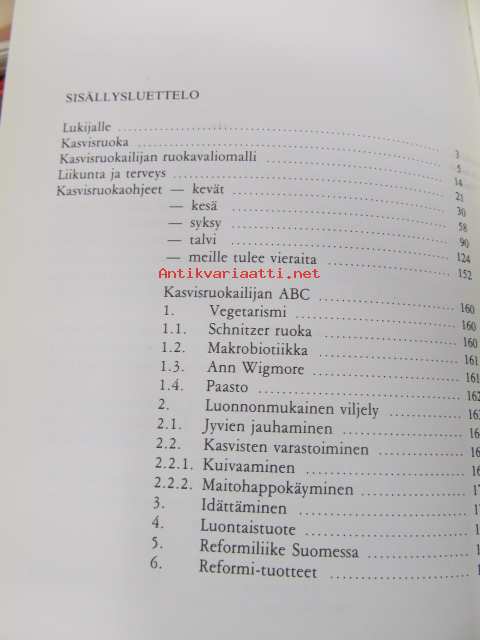 SISÄLLYSLUETTELO
Lukijalle 3
Kasvisruoka 5
Kasvisruokailijan ruokavaliomalli 14
Liikunta ja terveys 21
Kasvisruokaohjeet — kevät 30
— kesä 58
— syksy 90
— talvi 124
— meille tulee vieraita 152
Antikvariaatti.net
Kasvisruokailijan ABC 160
1. Vegetarismi 160
1.1. Schnitzer ruoka 160
1.2. Makrobiotiikka 161
1.3. Ann Wigmore 161
1.4. Paasto 162
2. Luonnonmukainen viljely
2.1. Jyvien jauhaminen
2.2. Kasvisten varastoiminen
2.2.1. Kuivaaminen
2.2.2. Maitohappokäyminen
3. Idättäminen
4. Luontaistuote
5. Reformiliike Suomessa
6. Reformi-tuotteet